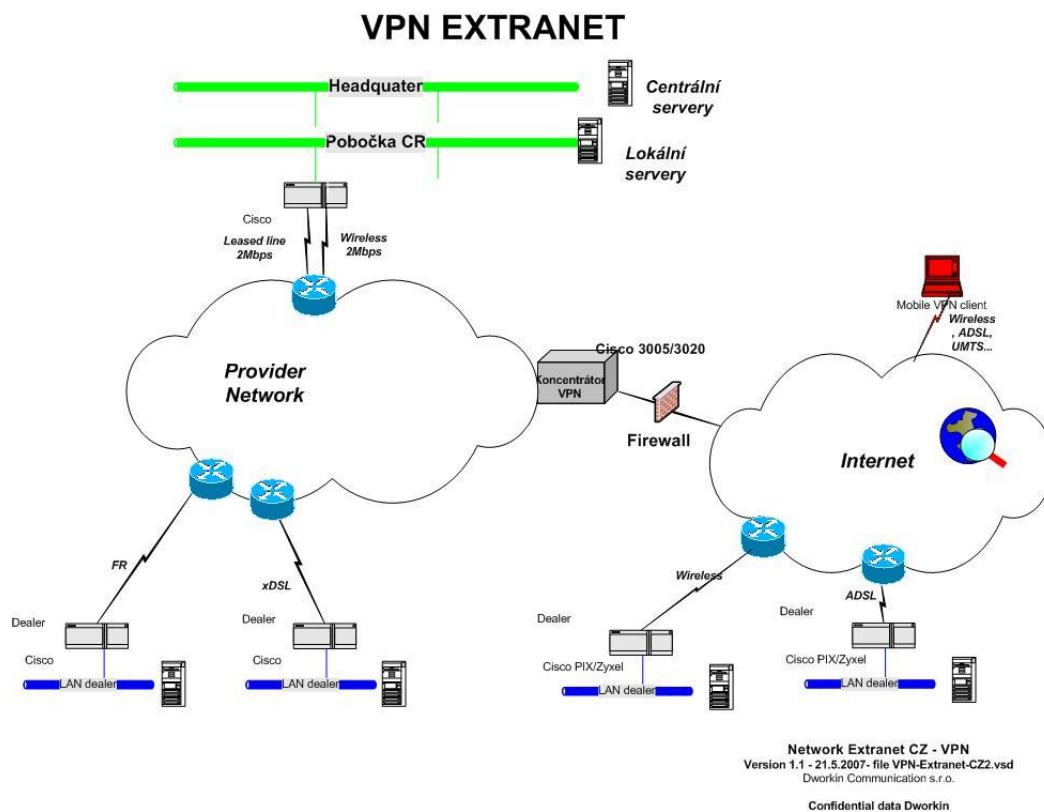 VPN EXTRANET
Headquater
Centrální
servery
Pobočka CR
Lokální
servery
Cisco
Leased line
2Mbps
Wireless
2Mbps
Mobile VPN client
Wireless
, ADSL,
UMTS...
Cisco 3005/3020
Koncentrátor
VPN
Provider
Network
Firewall
Internet
FR
xDSL
Wireless
ADSL
Dealer
Cisco
LAN dealer
Dealer
Cisco
LAN dealer
Dealer
Cisco PIX/Zyxel
LAN dealer
Dealer
Cisco PIX/Zyxel
LAN dealer
Network Extranet CZ - VPN
Version 1.1 - 21.5.2007- file VPN-Extranet-CZ2.vsd
Dworkin Communication s.r.o.
Confidential data Dworkin